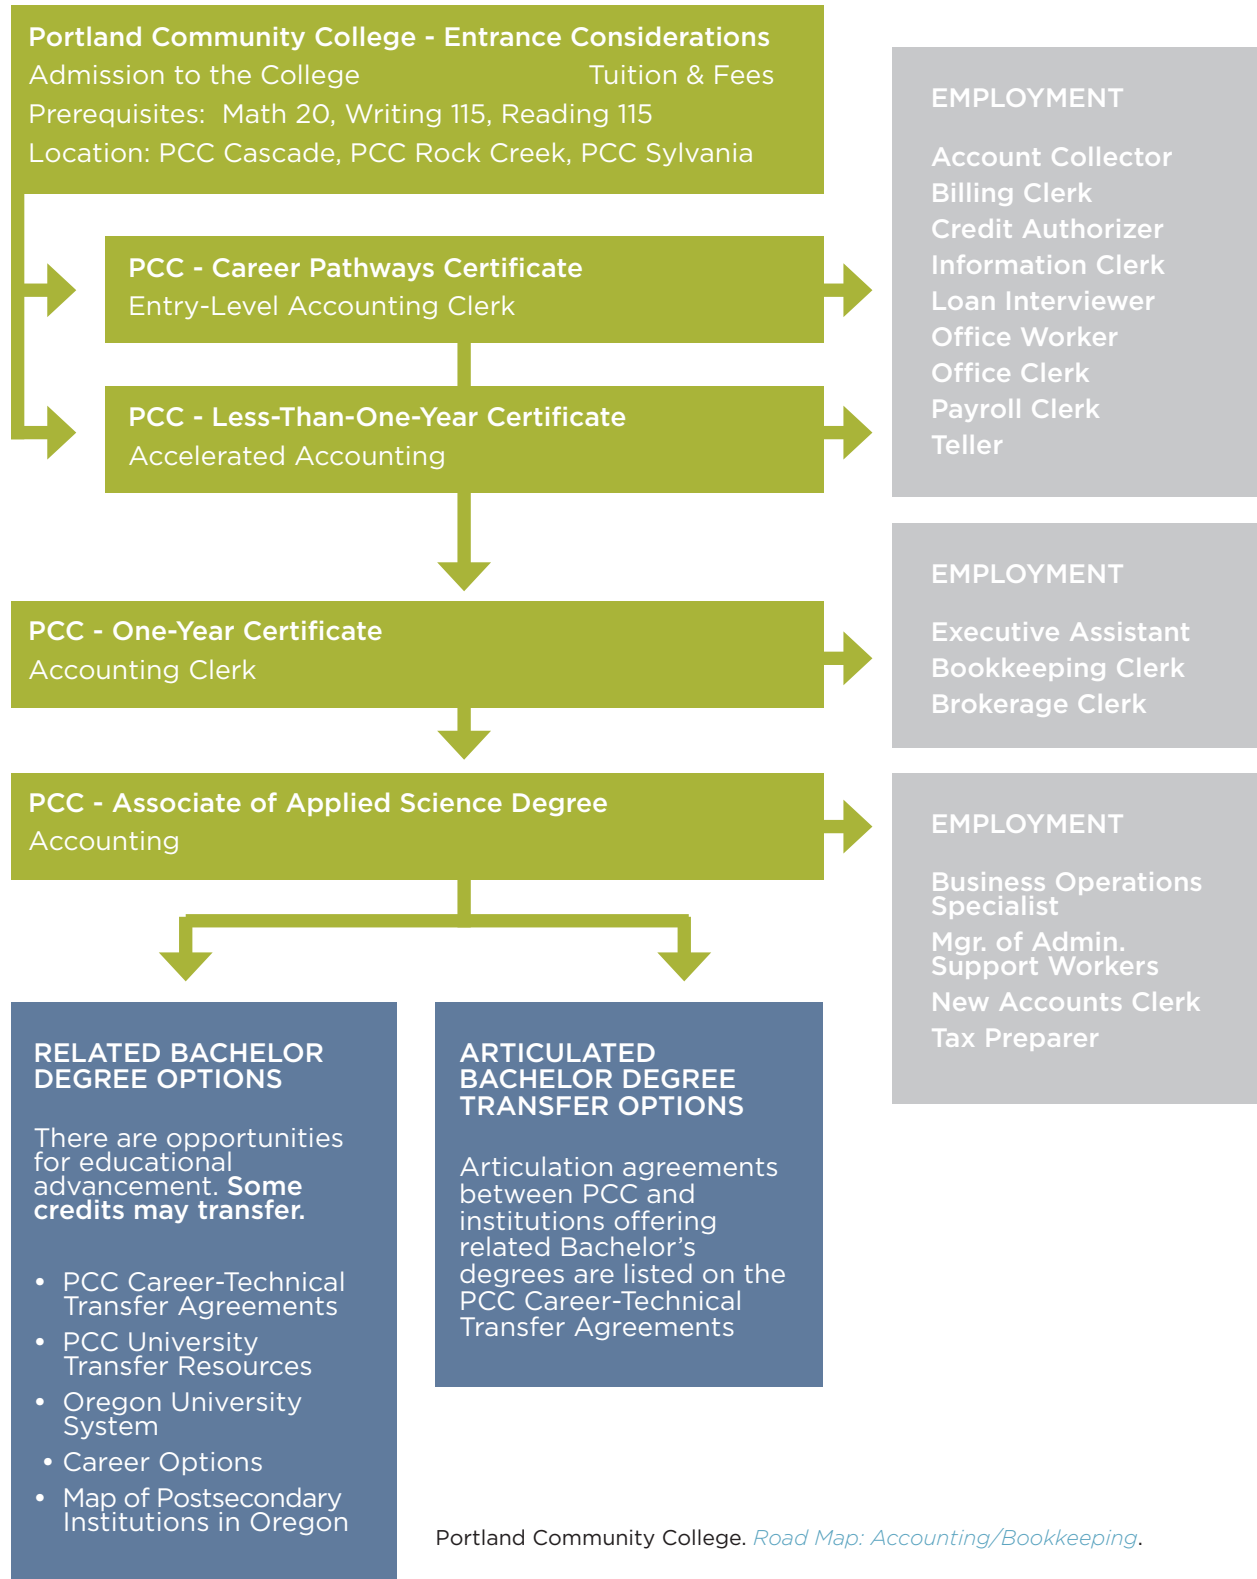 Portland Community College - Entrance Considerations
Admission to the College Tuition & Fees
Prerequisites: Math 20, Writing 115, Reading 115
Location: PCC Cascade, PCC Rock Creek, PCC Sylvania
PCC - Career Pathways Certificate
Entry-Level Accounting Clerk
PCC - Less-Than-One-Year Certificate
Accelerated Accounting
EMPLOYMENT
Account Collector
Billing Clerk
Credit Authorizer
Information Clerk
Loan Interviewer
Office Worker
Office Clerk
Payroll Clerk
Teller
PCC - One-Year Certificate
Accounting Clerk
EMPLOYMENT
Executive Assistant
Bookkeeping Clerk
Brokerage Clerk
PCC - Associate of Applied Science Degree
Accounting
EMPLOYMENT
Business Operations
Specialist
Mgr. of Admin.
Support Workers
New Accounts Clerk
Tax Preparer
RELATED BACHELOR
DEGREE OPTIONS
There are opportunities
for educational
advancement. Some
credits may transfer.
• PCC Career-Technical
Transfer Agreements
• PCC University
Transfer Resources
• Oregon University
System
• Career Options
• Map of Postsecondary
Institutions in Oregon
ARTICULATED
BACHELOR DEGREE
TRANSFER OPTIONS
Articulation agreements
between PCC and
institutions offering
related Bachelor’s
degrees are listed on the
PCC Career-Technical
Transfer Agreements
Portland Community College. Road Map: Accounting/Bookkeeping.